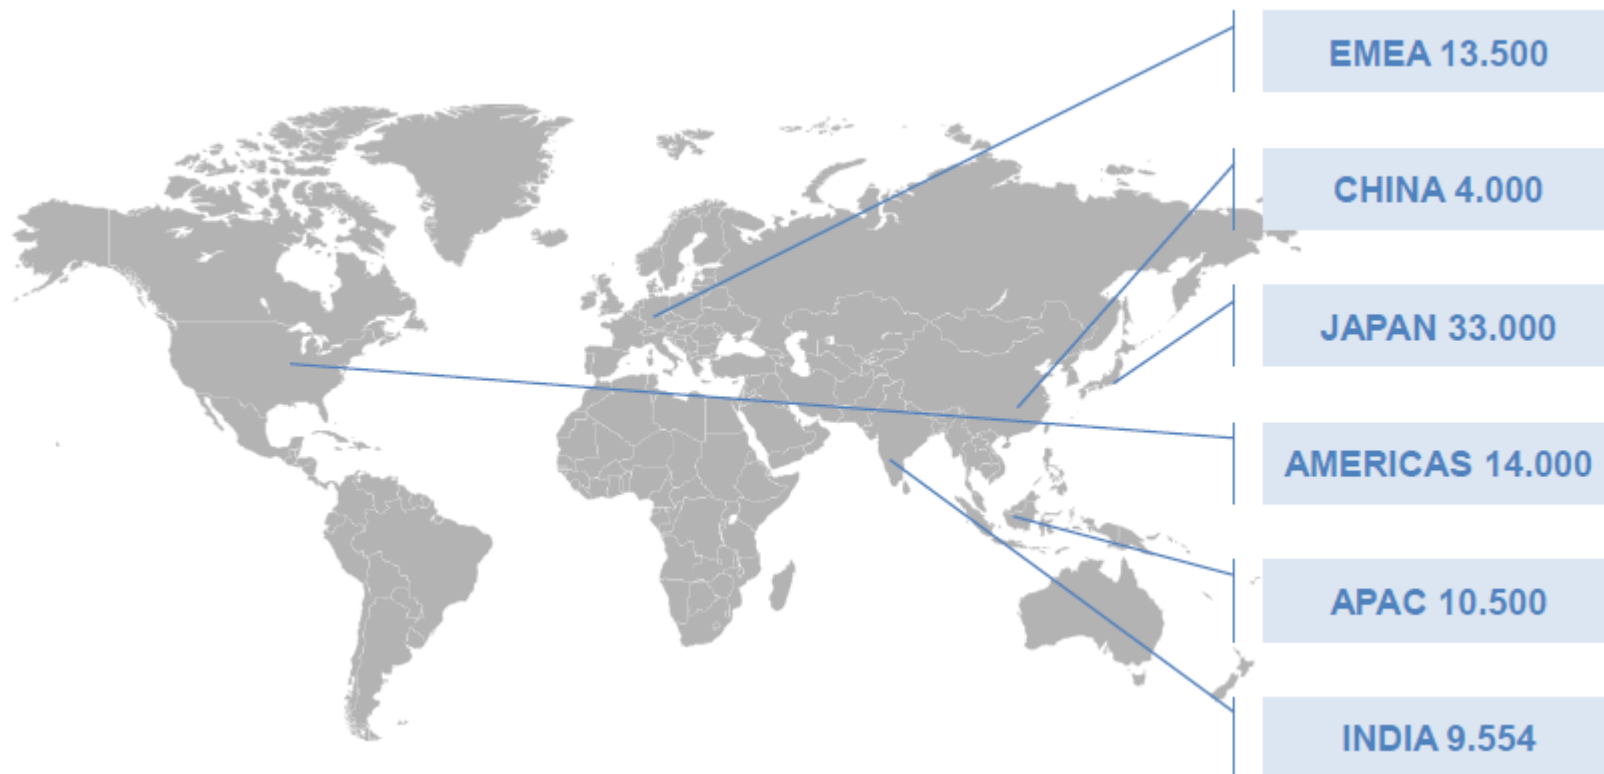 EMEA 13.500
CHINA 4.000
JAPAN 33.000
AMERICAS 14.000
APAC 10.500
INDIA 9.554